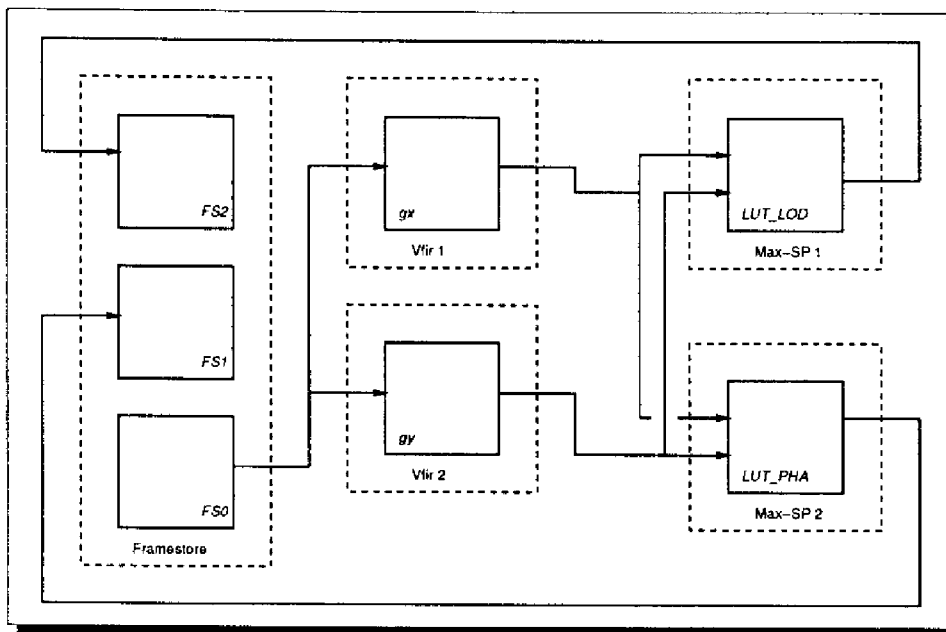 FS2
gx
Vfir 1
LUT_LOD
Max-SP 1
FS1
gy
Vfir 2
FS0
Framestore
LUT_PHA
Max-SP 2